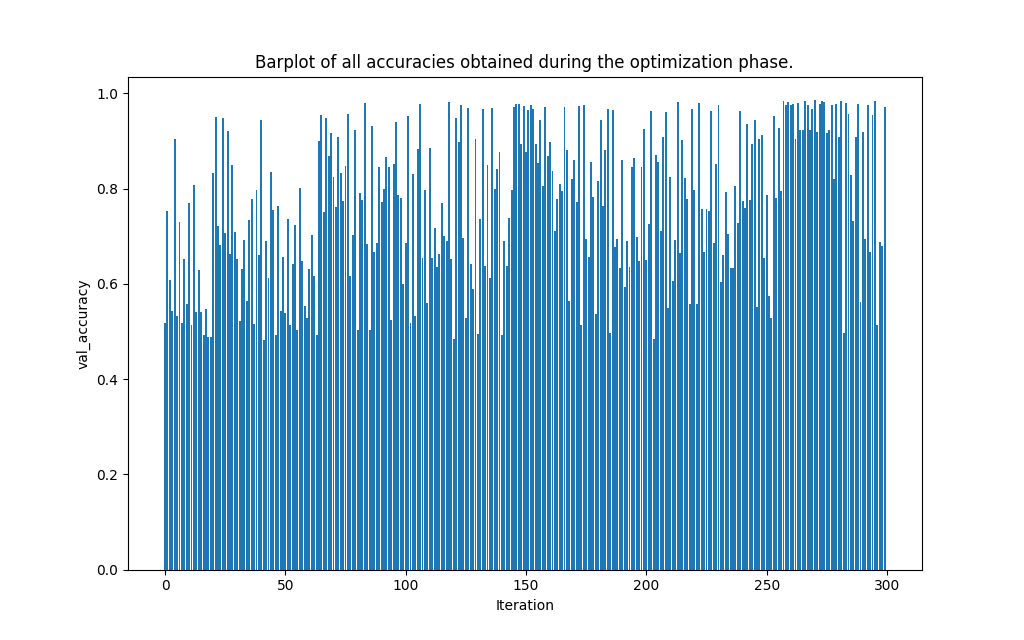 Barplot of all accuracies obtained during the optimization phase.
1.0
0.8
0.6
0.4
0.2
0.0
val_accuracy
0 50 100 150 200 250 300
Iteration